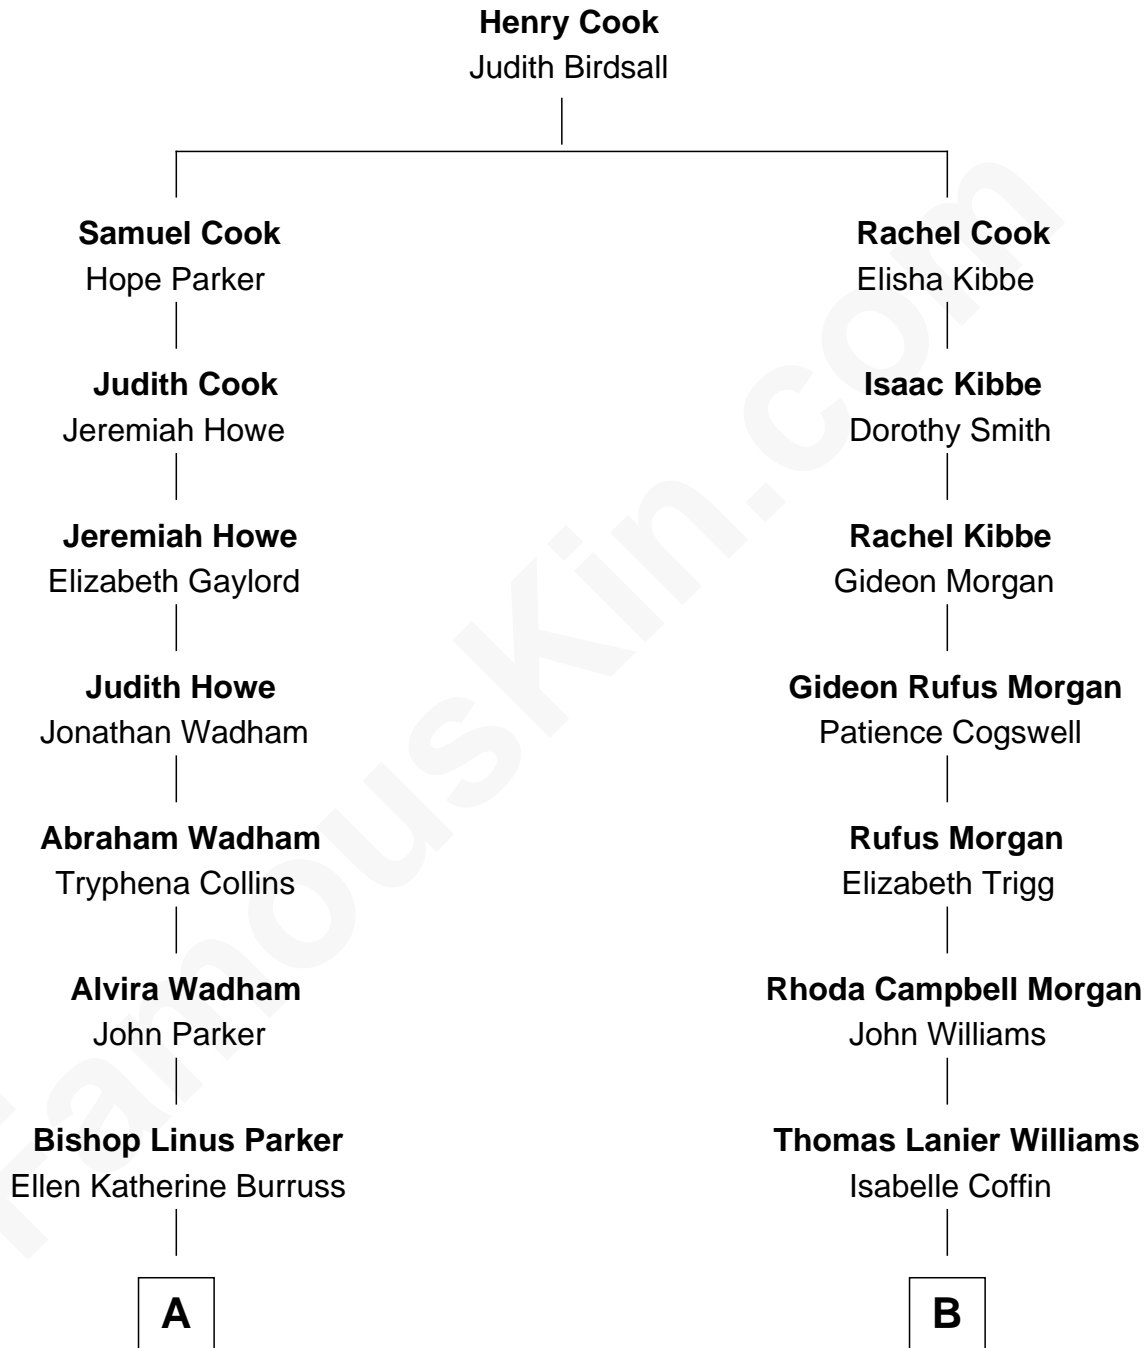 Henry Cook
Judith Birdsall
Samuel Cook
Hope Parker
Rachel Cook
Elisha Kibbe
Judith Cook
Jeremiah Howe
Isaac Kibbe
Dorothy Smith
Jeremiah Howe
Elizabeth Gaylord
Rachel Kibbe
Gideon Morgan
Judith Howe
Jonathan Wadham
Gideon Rufus Morgan
Patience Cogswell
Abraham Wadham
Tryphena Collins
Rufus Morgan
Elizabeth Trigg
Alvira Wadham
John Parker
Rhoda Campbell Morgan
John Williams
Bishop Linus Parker
Ellen Katherine Burruss
Thomas Lanier Williams
Isabelle Coffin
A
B
FamousKin.com